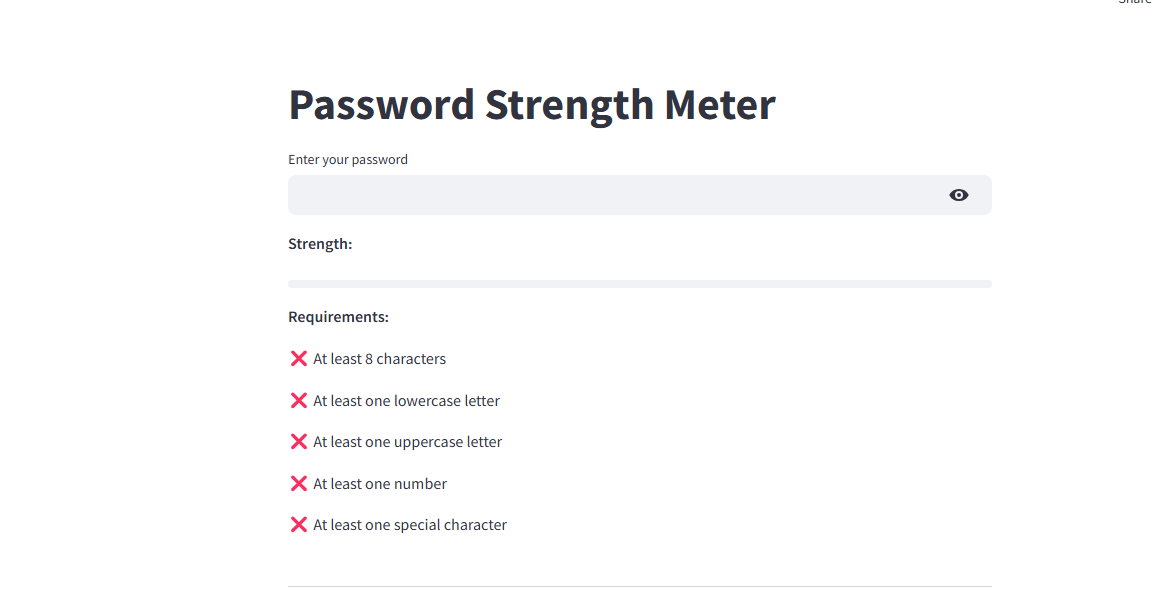 Share
Password Strength Meter
Enter your password
Strength:
Requirements:
❌ At least 8 characters
❌ At least one lowercase letter
❌ At least one uppercase letter
❌ At least one number
❌ At least one special character